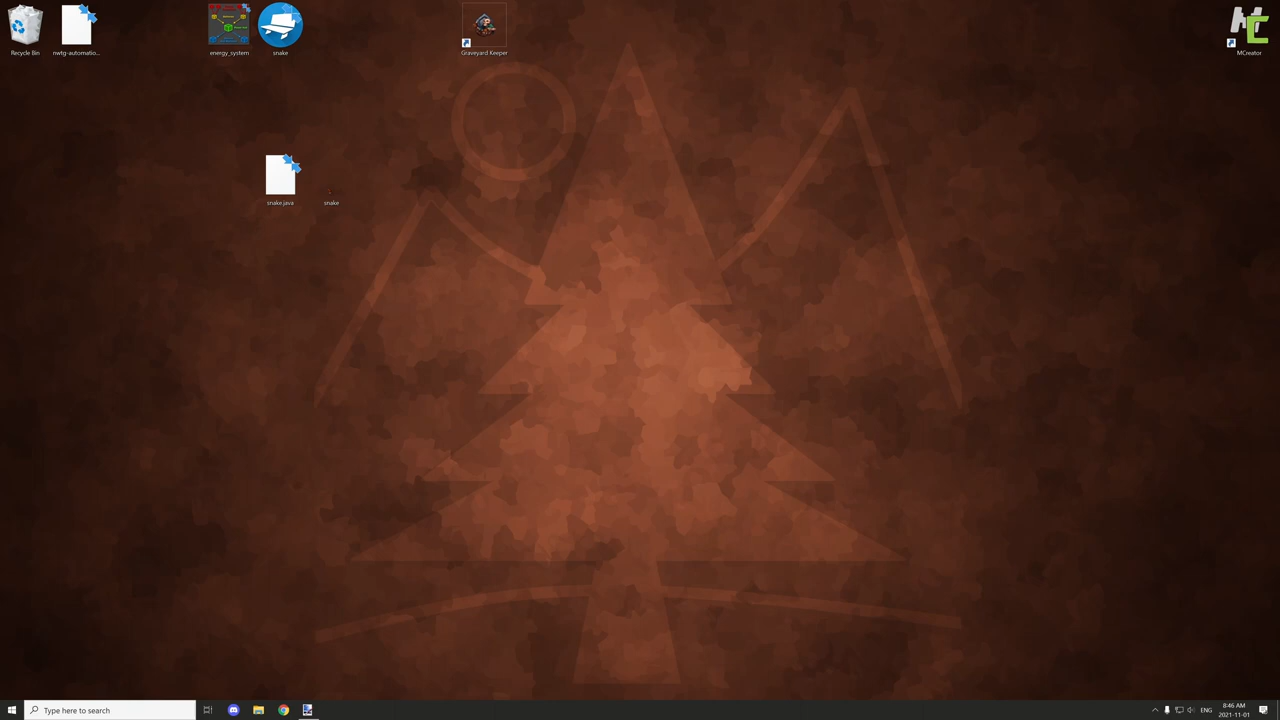 Recycle Bin
nwtg-automatio...
energy_system
snake
Graveyard Keeper
MCreator
snake.java
snake
Type here to search
ENG
8:46 AM
2021-11-01